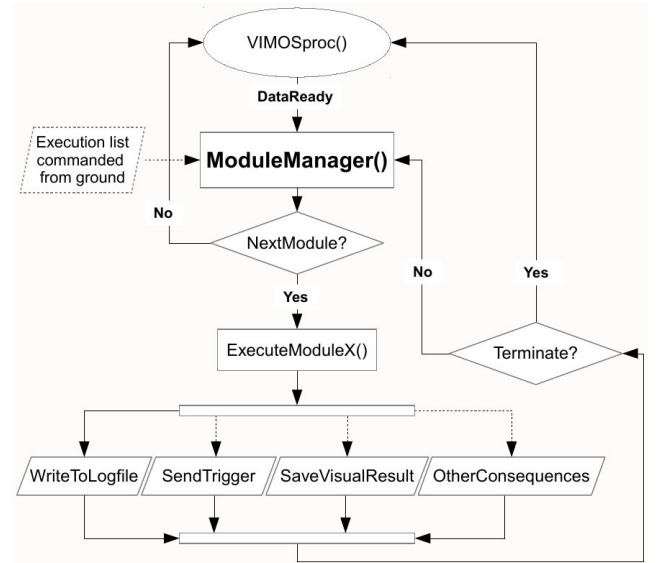 VIMOSproc()
DataReady
Execution list
commanded
from ground
ModuleManager()
No
NextModule?
No
Yes
Yes
ExecuteModuleX()
Terminate?
WriteToLogfile
SendTrigger
SaveVisualResult
OtherConsequences